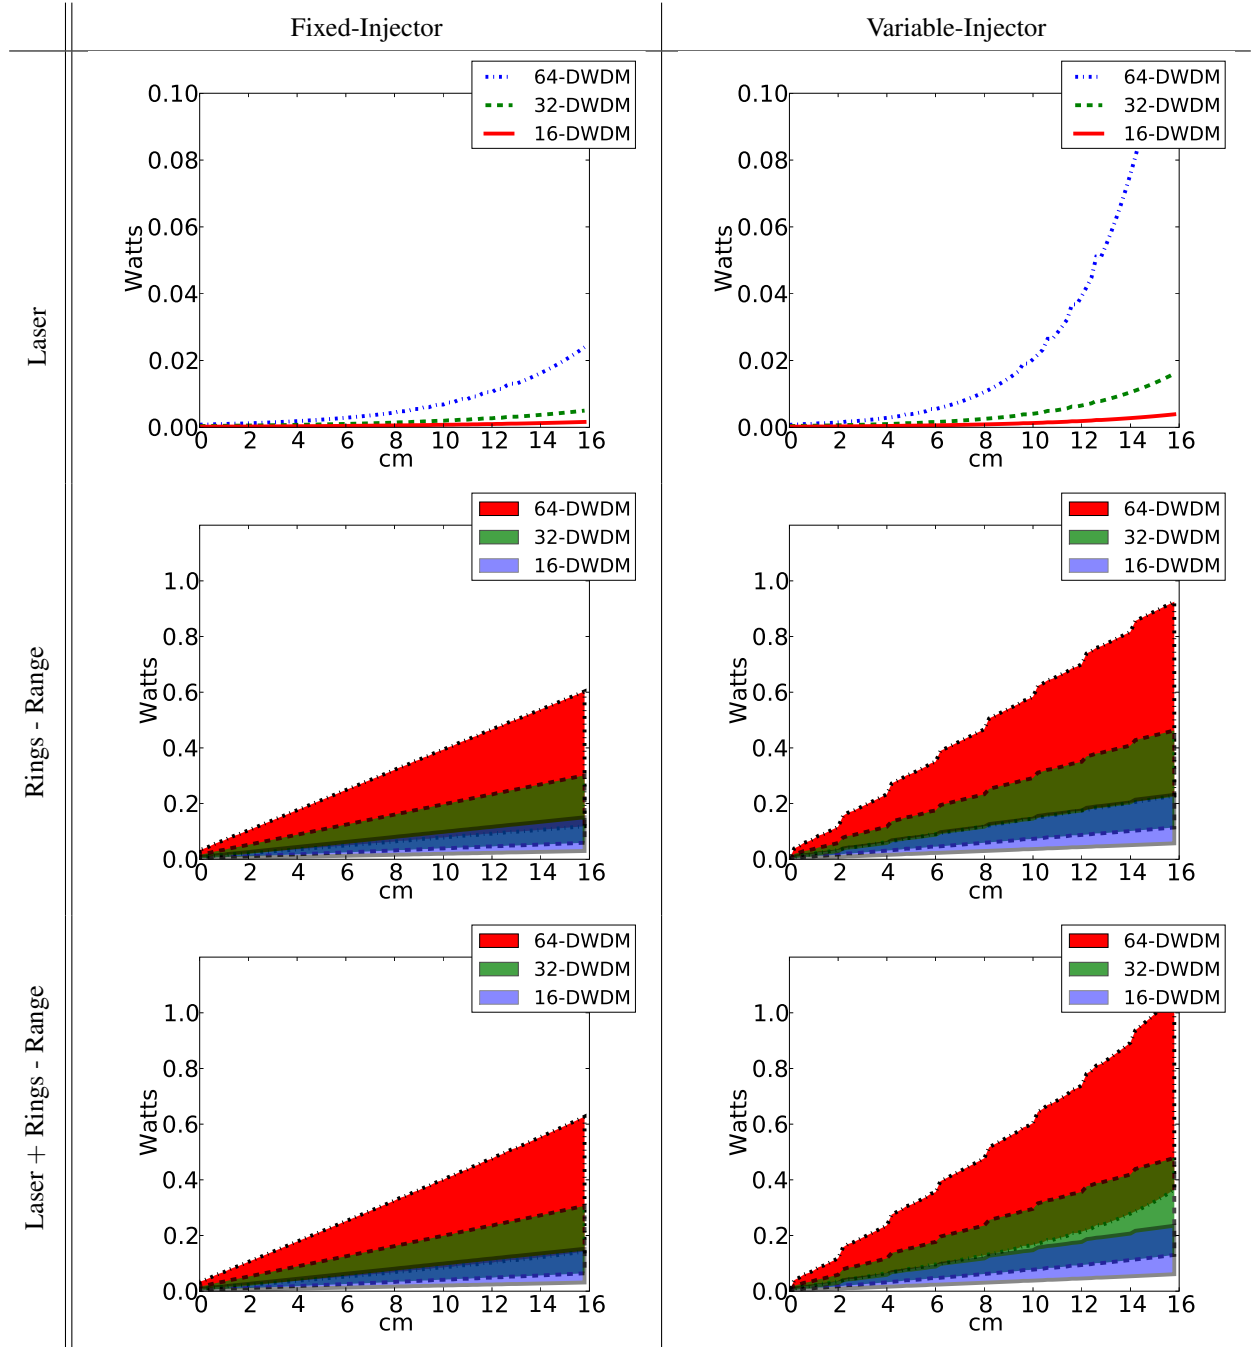 Fixed-Injector
Variable-Injector
Laser
64-DWDM
32-DWDM
16-DWDM
0.10
0.08
0.06
0.04
0.02
0.00
Watts
0 2 4 6 8 10 12 14 16
cm
64-DWDM
32-DWDM
16-DWDM
0.10
0.08
0.06
0.04
0.02
0.00
Watts
0 2 4 6 8 10 12 14 16
cm
Rings - Range
64-DWDM
32-DWDM
16-DWDM
1.0
0.8
0.6
0.4
0.2
0.0
Watts
0 2 4 6 8 10 12 14 16
cm
64-DWDM
32-DWDM
16-DWDM
1.0
0.8
0.6
0.4
0.2
0.0
Watts
0 2 4 6 8 10 12 14 16
cm
Laser + Rings - Range
64-DWDM
32-DWDM
16-DWDM
1.0
0.8
0.6
0.4
0.2
0.0
Watts
0 2 4 6 8 10 12 14 16
cm
64-DWDM
32-DWDM
16-DWDM
1.0
0.8
0.6
0.4
0.2
0.0
Watts
0 2 4 6 8 10 12 14 16
cm